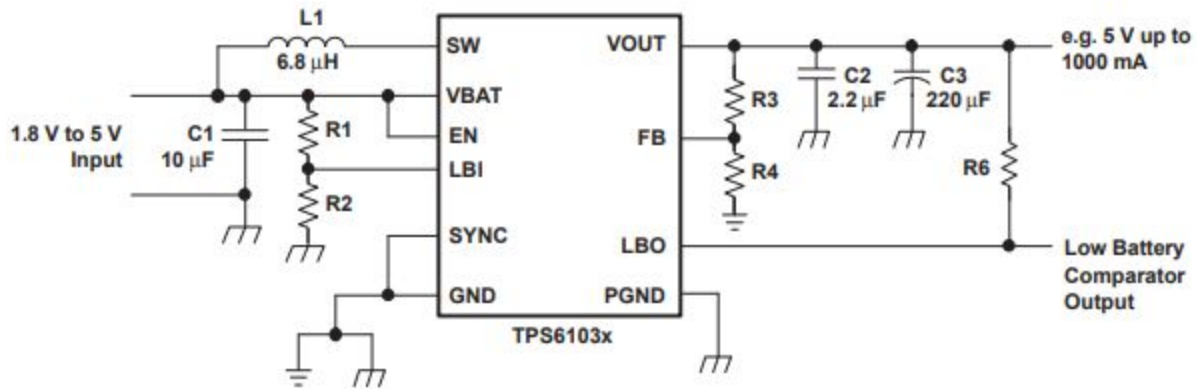 L1
6.8 µH
SW
VOUT
e.g. 5 V up to
1000 mA
VBAT
R3
C2
2.2 µF
C3
220 µF
1.8 V to 5 V
Input
C1
10 µF
R1
EN
FB
LBI
R4
R6
R2
SYNC
LBO
Low Battery
Comparator
Output
GND
PGND
TPS6103x